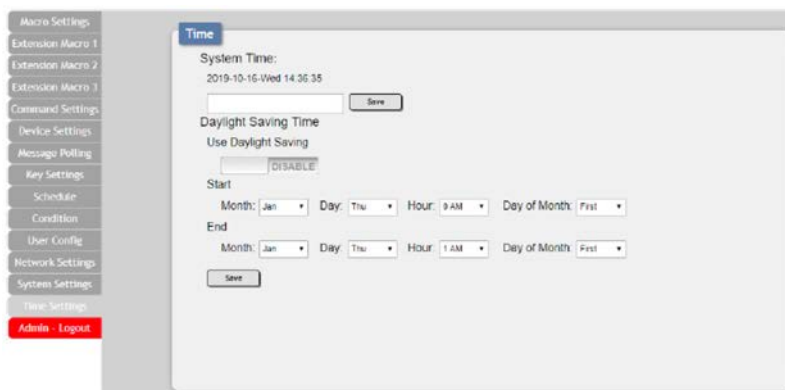 Macro Settings
Extension Macro 1
Extension Macro 2
Extension Macro 3
Command Settings
Device Settings
Message Polling
Key Settings
Schedule
Condition
User Config
Network Settings
System Settings
Time Settings
Admin - Logout
Time
System Time:
2019-10-16-Wed 14:36:35
Save
Daylight Saving Time
Use Daylight Saving
DISABLE
Start
Month: Jan Day: Thu Hour: 0 AM Day of Month: First
End
Month: Jan Day: Thu Hour: 1 AM Day of Month: First
Save